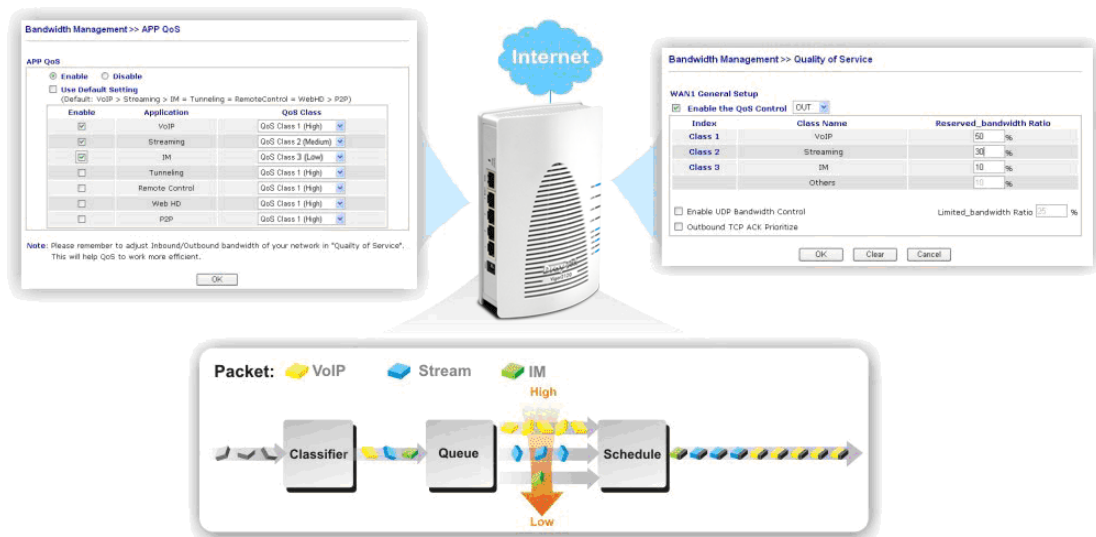 Bandwidth Management >> APP QoS
APP QoS
Enable Disable
Use Default Setting
(Default: VoIP > Streaming > IM = Tunneling = RemoteControl = WebHD > P2P)
Enable Application QoS Class
VoIP QoS Class 1 (High)
Streaming QoS Class 2 (Medium)
IM QoS Class 3 (Low)
Tunneling QoS Class 1 (High)
Remote Control QoS Class 1 (High)
Web HD QoS Class 1 (High)
P2P QoS Class 1 (High)
Note: Please remember to adjust Inbound/Outbound bandwidth of your network in "Quality of Service".
This will help QoS to work more efficient.
OK
Internet
Bandwidth Management >> Quality of Service
WAN1 General Setup
Enable the QoS Control OUT
Index Class Name Reserved_bandwidth Ratio
Class 1 VoIP 50 %
Class 2 Streaming 30 %
Class 3 IM 10 %
Others 10 %
Enable UDP Bandwidth Control Limited_bandwidth Ratio 25 %
Outbound TCP ACK Prioritize
OK Clear Cancel
Packet: VoIP Stream IM
High
Classifier Queue Schedule
Low